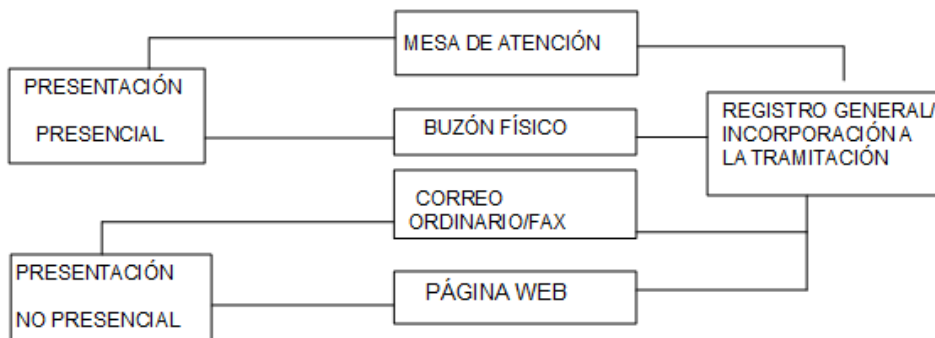 MESA DE ATENCIÓN
PRESENTACIÓN
PRESENCIAL
BUZÓN FÍSICO
REGISTRO GENERAL/
INCORPORACIÓN A
LA TRAMITACIÓN
CORREO
ORDINARIO/FAX
PRESENTACIÓN
NO PRESENCIAL
PÁGINA WEB